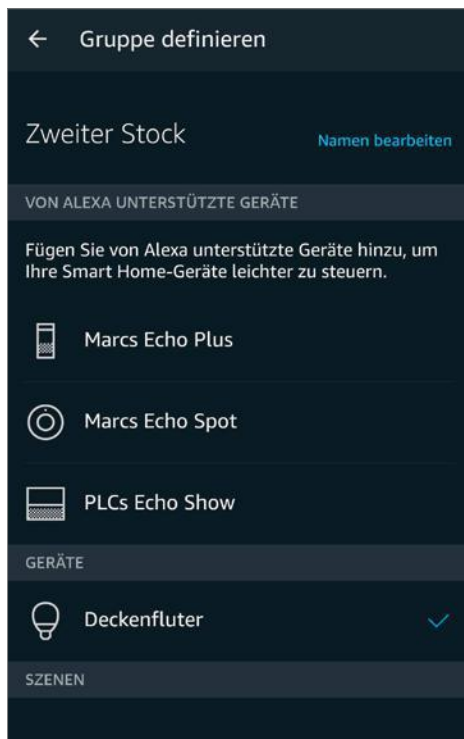 Gruppe definieren
Zweiter Stock
Namen bearbeiten
VON ALEXA UNTERSTÜTZTE GERÄTE
Fügen Sie von Alexa unterstützte Geräte hinzu, um
Ihre Smart Home-Geräte leichter zu steuern.
Marcs Echo Plus
Marcs Echo Spot
PLCs Echo Show
GERÄTE
Deckenfluter
SZENEN